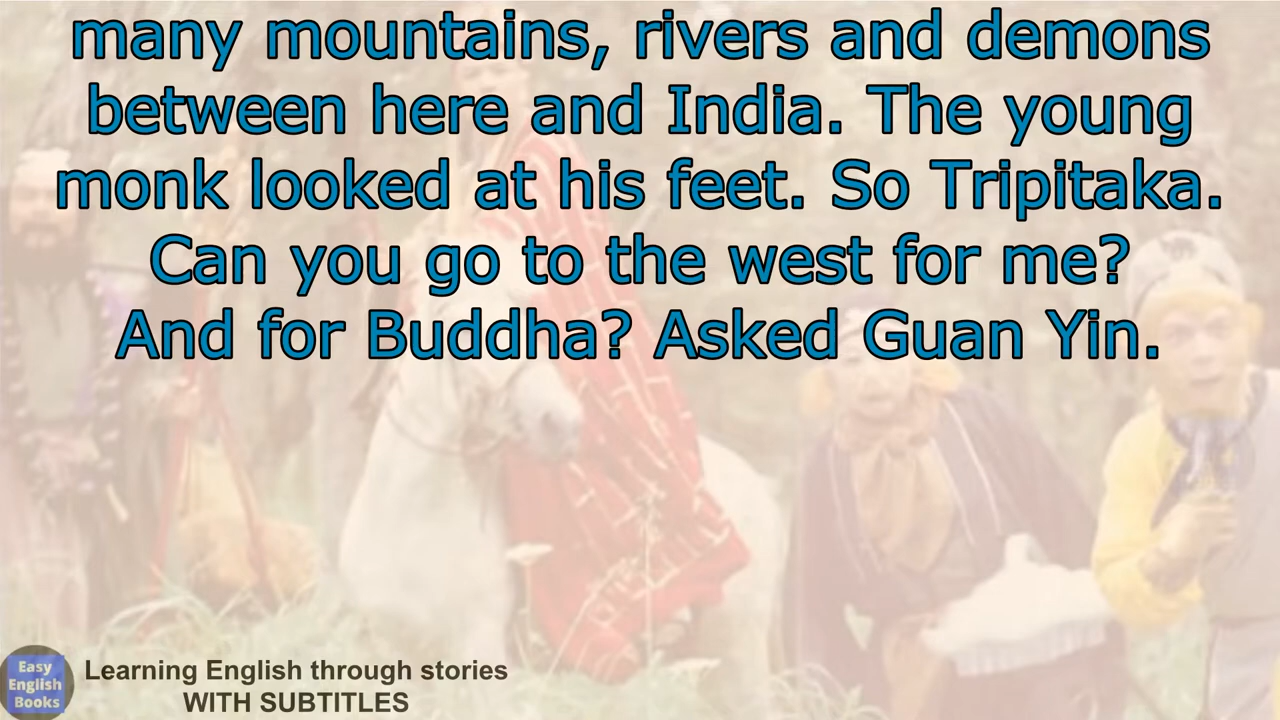 many mountains, rivers and demons
between here and India. The young
monk looked at his feet. So Tripitaka.
Can you go to the west for me?
And for Buddha? Asked Guan Yin.
Easy
English
Books
Learning English through stories
WITH SUBTITLES